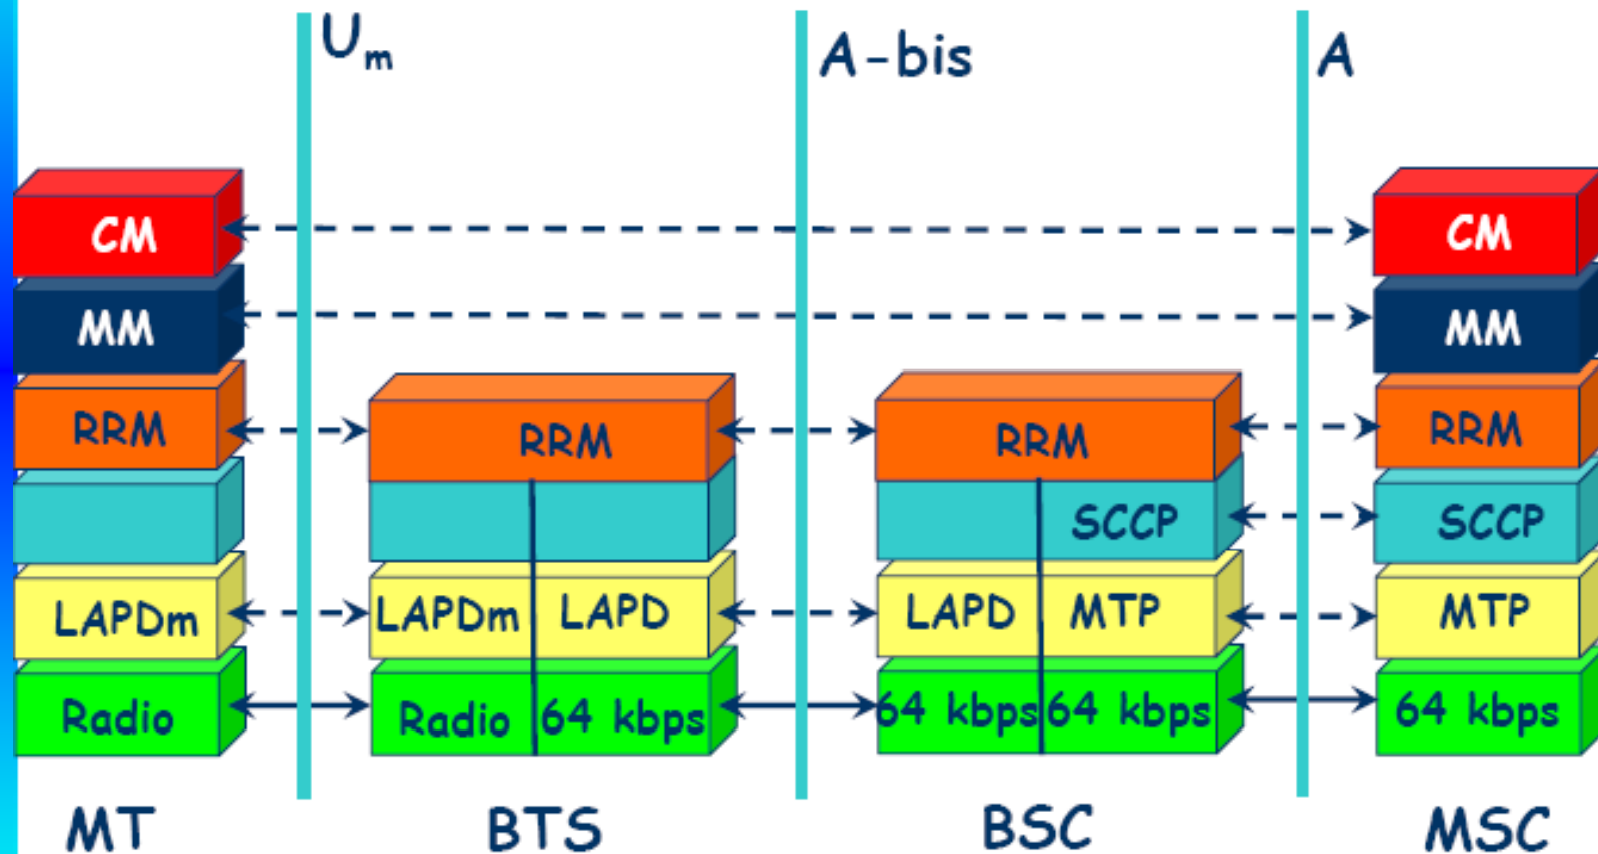 Um A-bis A
CM CM
MM MM
RRM RRM RRM RRM
SCCP SCCP
LAPDm LAPDm LAPD LAPD MTP MTP
Radio Radio 64 kbps 64 kbps 64 kbps 64 kbps
MT BTS BSC MSC